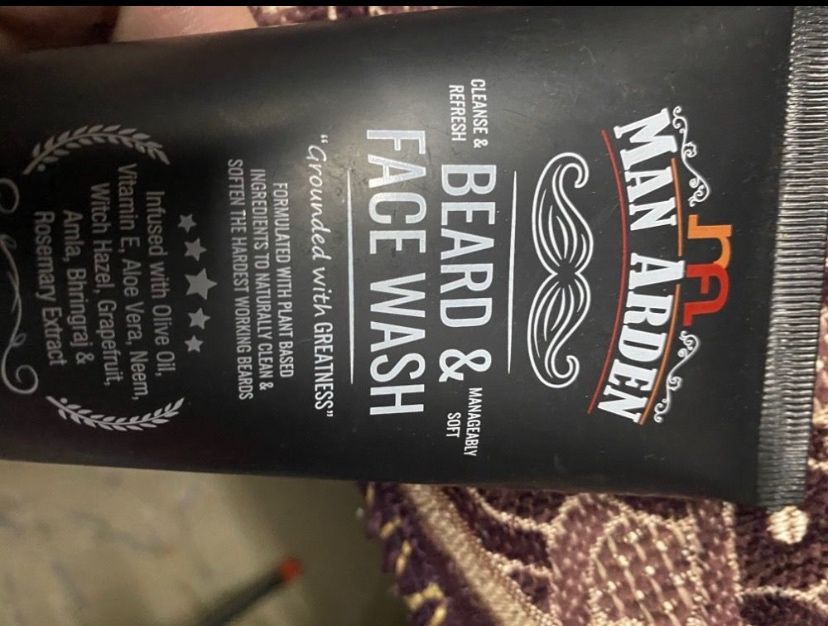 MAN ARDEN
CLEANSE &
REFRESH
BEARD &
MANAGEABLY
SOFT
FACE WASH
"Grounded with GREATNESS"
FORMULATED WITH PLANT BASED
INGREDIENTS TO NATURALLY CLEAN &
SOFTEN THE HARDEST WORKING BEARDS
Infused with Olive Oil,
Vitamin E, Aloe Vera, Neem,
Witch Hazel, Grapefruit,
Amla, Bhringraj &
Rosemary Extract